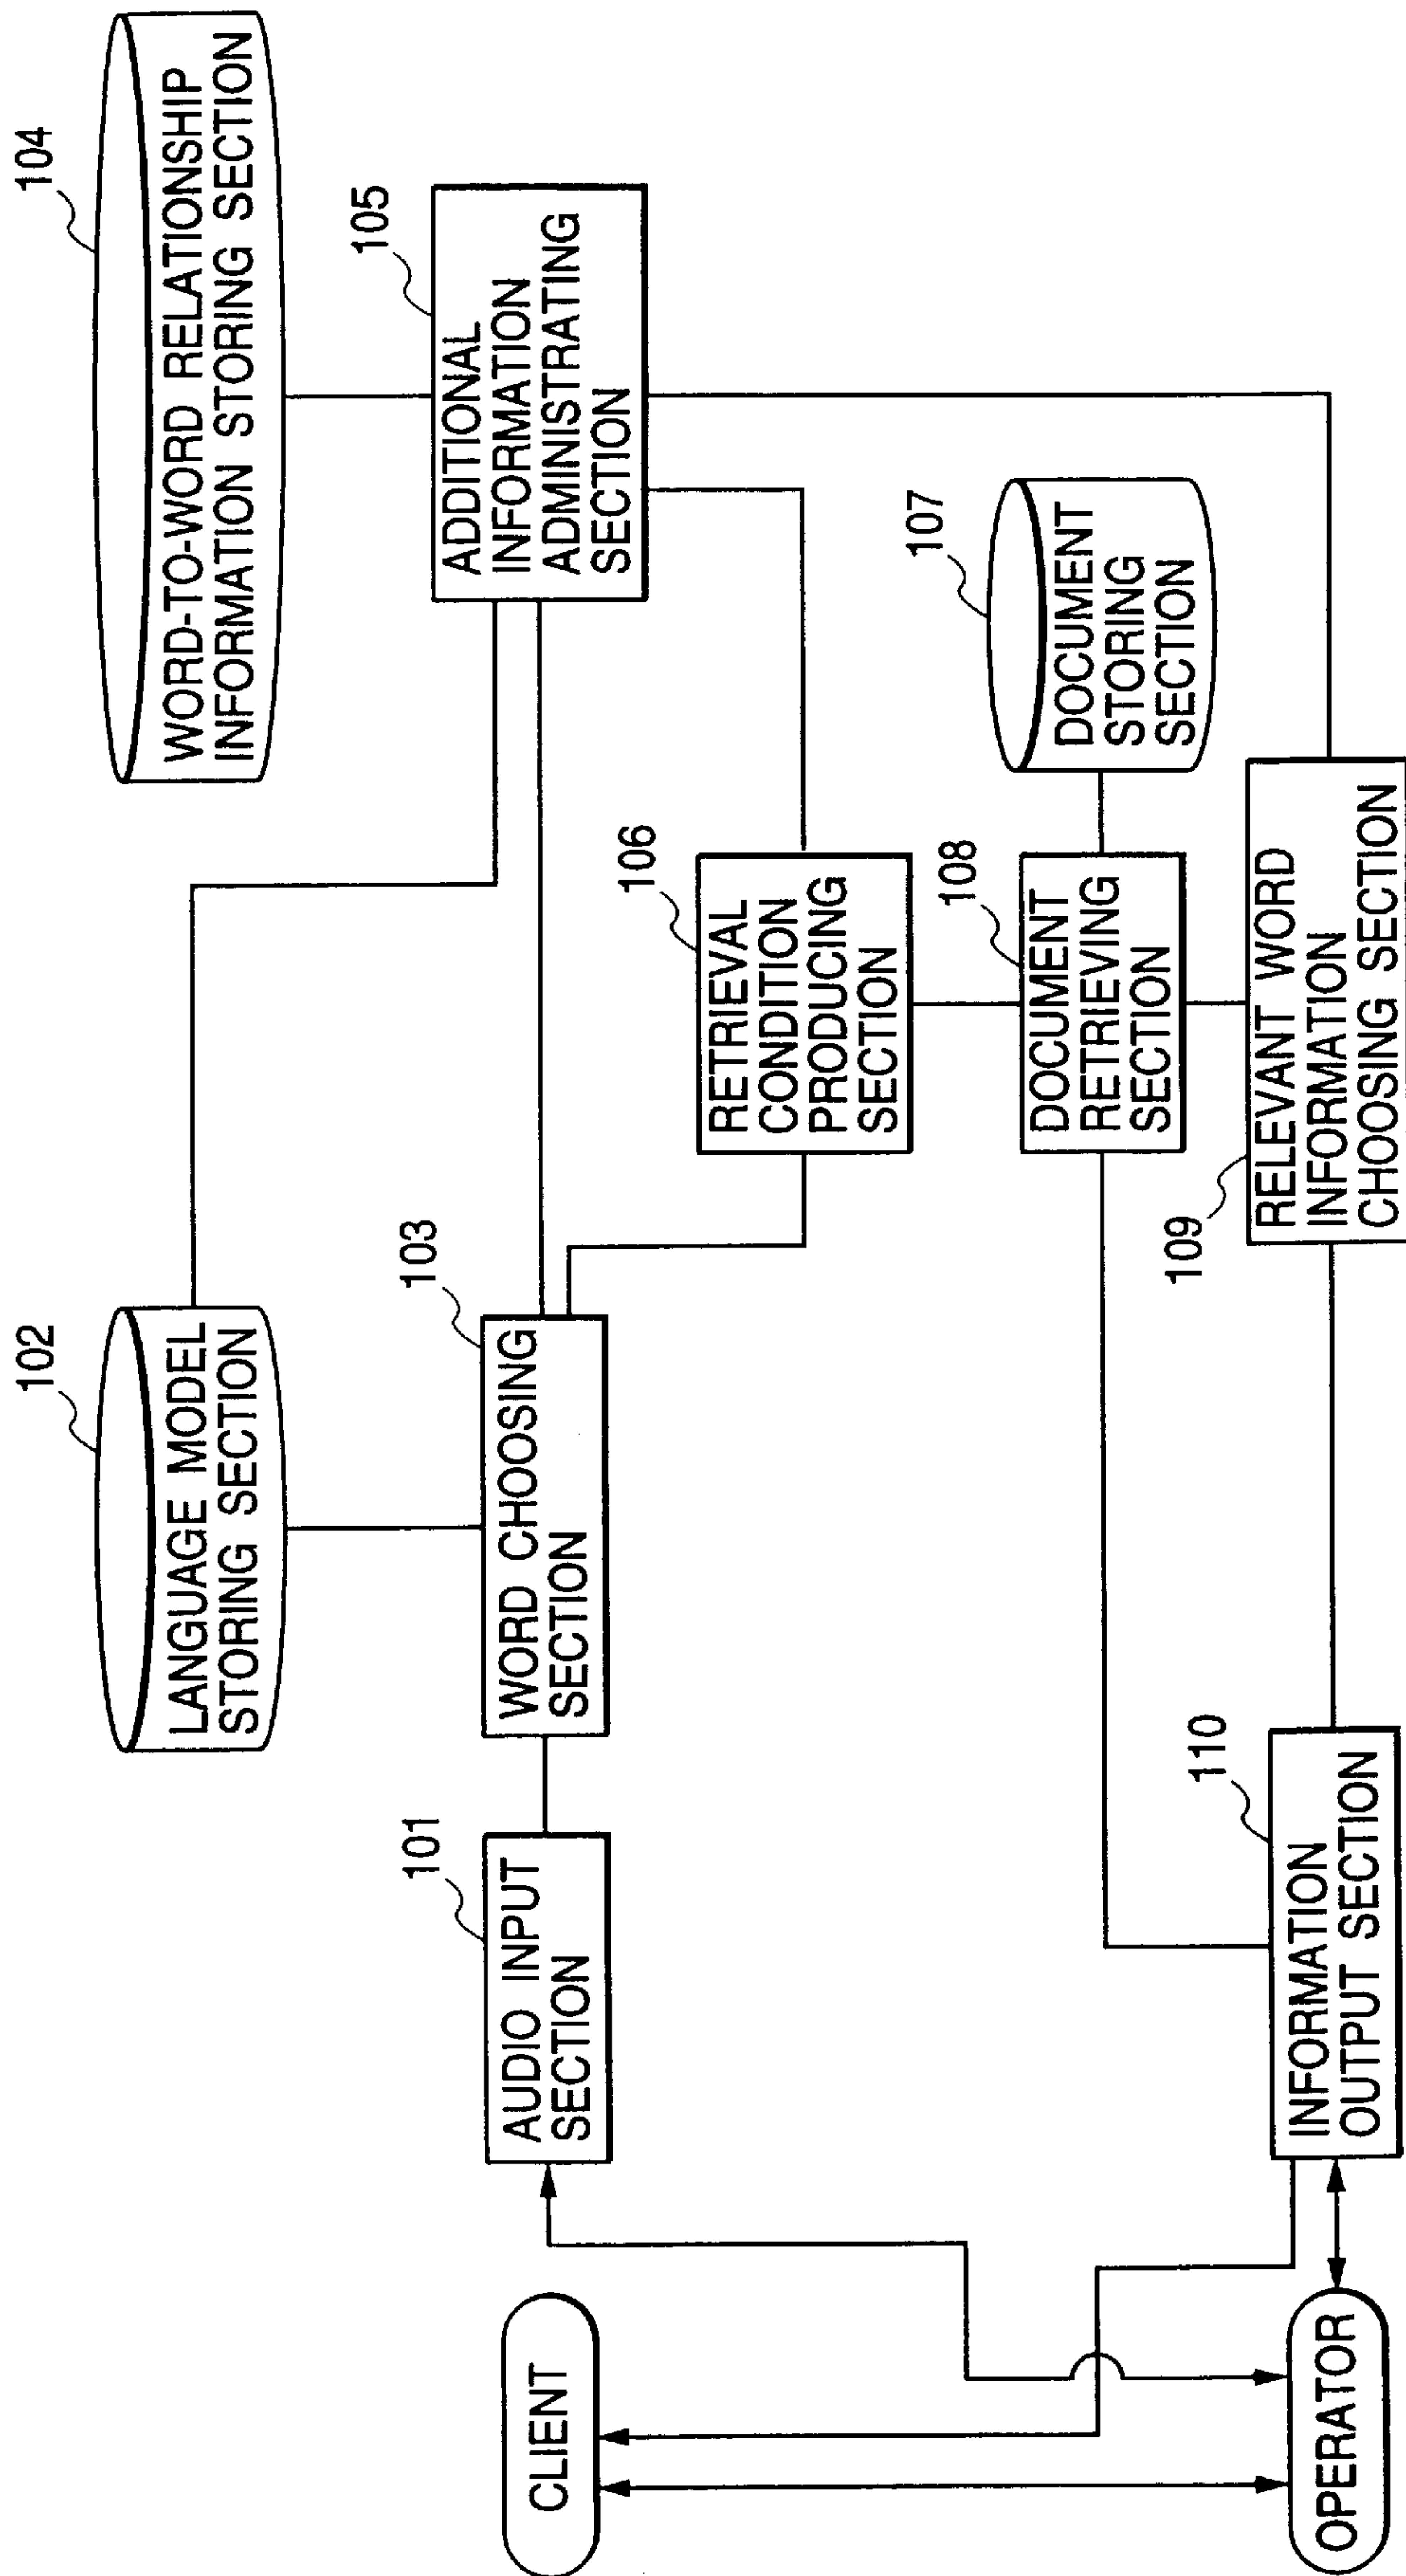 104
WORD-TO-WORD RELATIONSHIP
INFORMATION STORING SECTION
102
LANGUAGE MODEL
STORING SECTION
105
ADDITIONAL
INFORMATION
ADMINISTRATING
SECTION
103
WORD CHOOSING
SECTION
101
AUDIO INPUT
SECTION
CLIENT
106
RETRIEVAL
CONDITION
PRODUCING
SECTION
107
DOCUMENT
STORING
SECTION
108
DOCUMENT
RETRIEVING
SECTION
109
RELEVANT WORD
INFORMATION
CHOOSING SECTION
110
INFORMATION
OUTPUT SECTION
OPERATOR